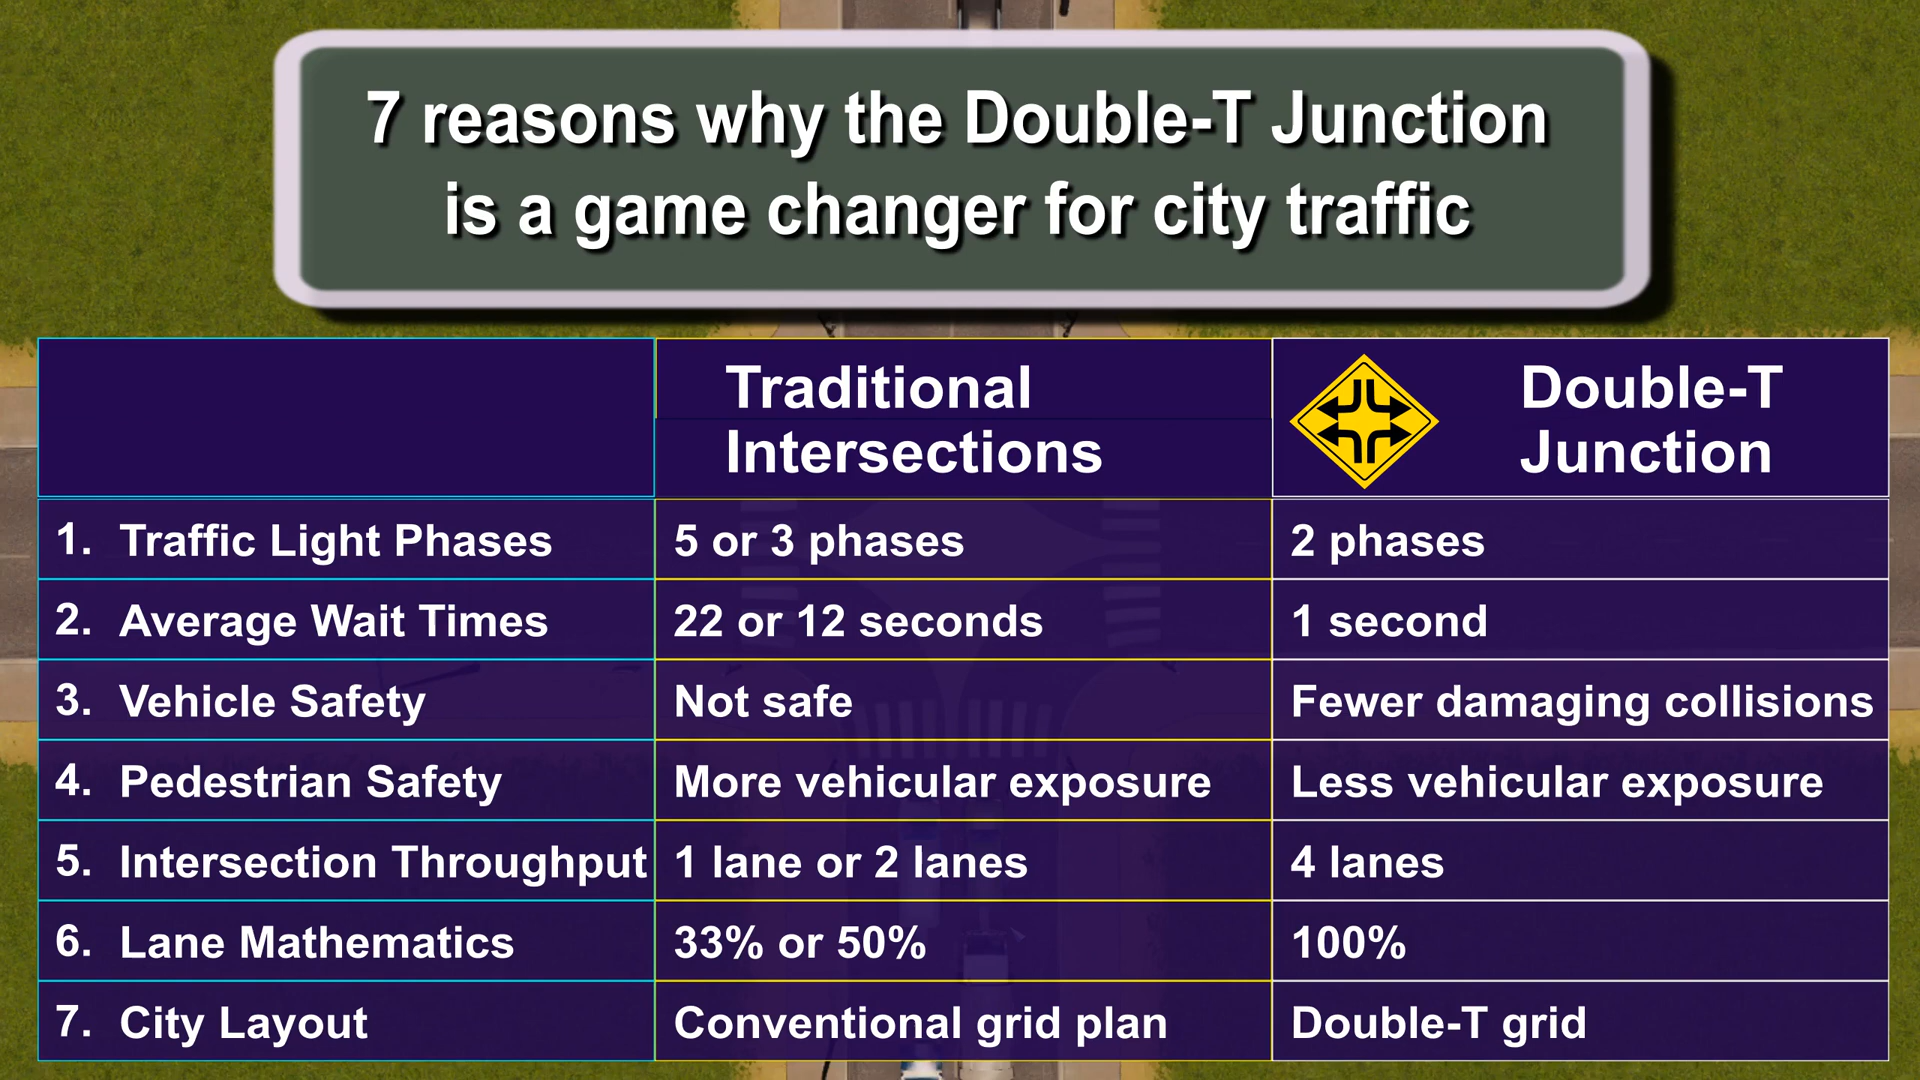 7 reasons why the Double-T Junction
is a game changer for city traffic
Traditional
Intersections
Double-T
Junction
1. Traffic Light Phases 5 or 3 phases 2 phases
2. Average Wait Times 22 or 12 seconds 1 second
3. Vehicle Safety Not safe Fewer damaging collisions
4. Pedestrian Safety More vehicular exposure Less vehicular exposure
5. Intersection Throughput 1 lane or 2 lanes 4 lanes
6. Lane Mathematics 33% or 50% 100%
7. City Layout Conventional grid plan Double-T grid